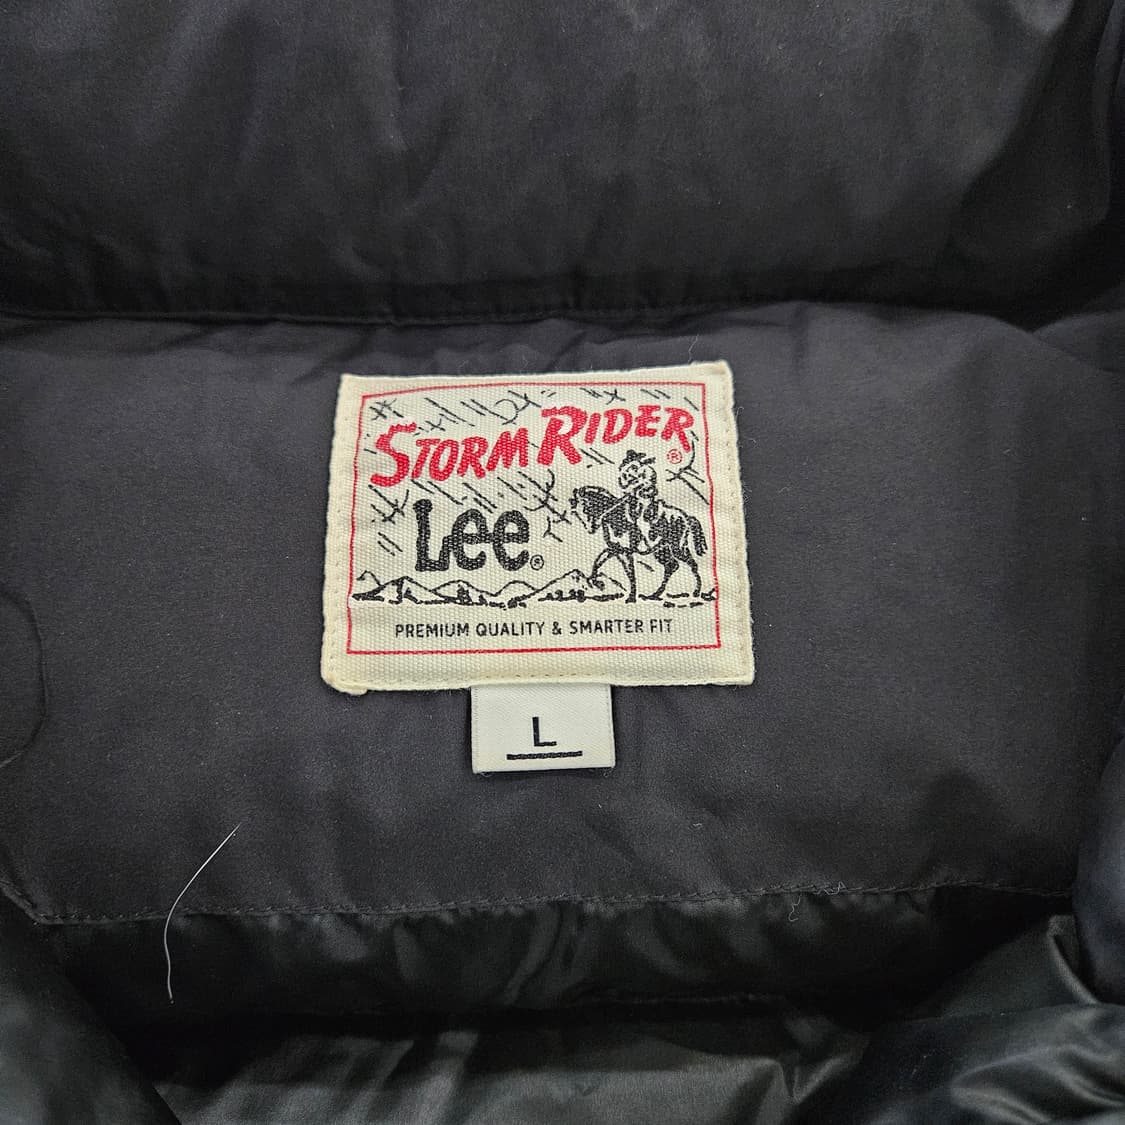 STORM RIDER ®
Lee ®
PREMIUM QUALITY & SMARTER FIT
L